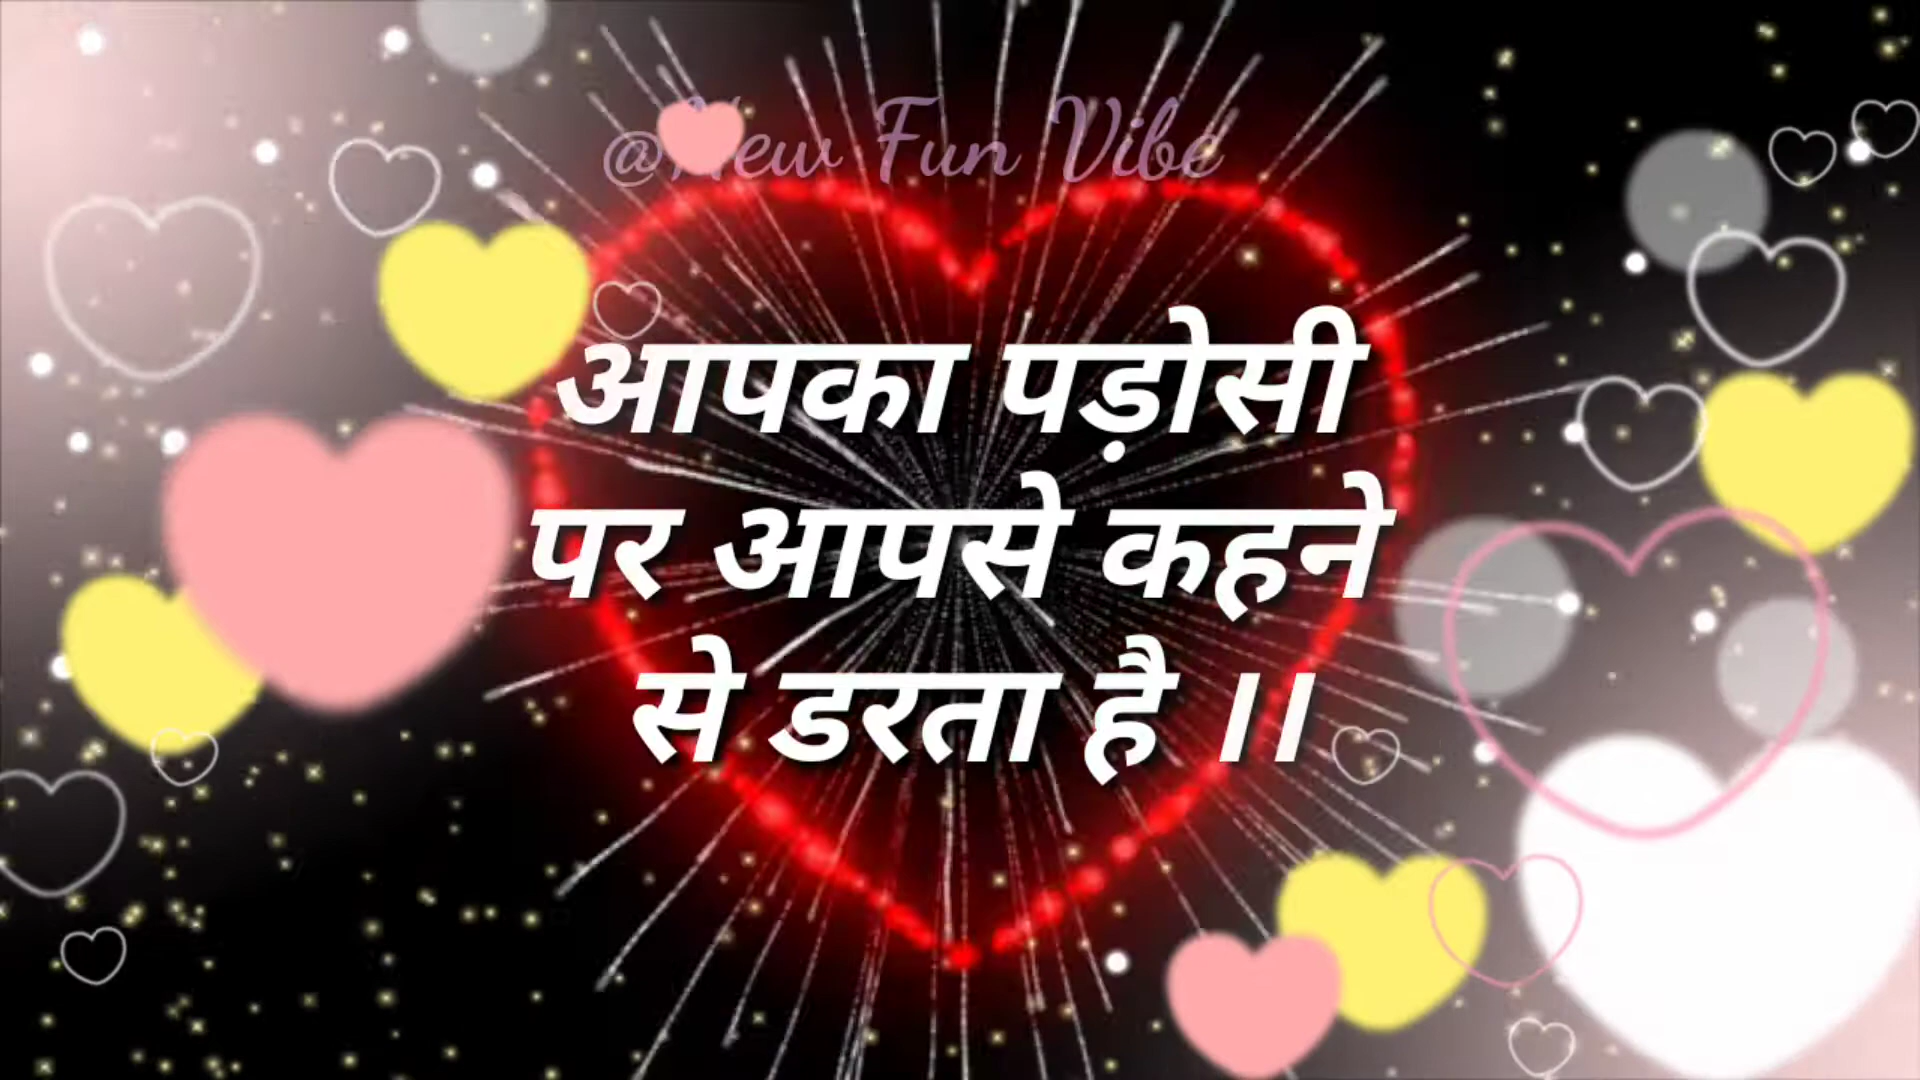 @New Fun Vibe
आपका पड़ोसी
पर आपसे कहने
से डरता है ।।